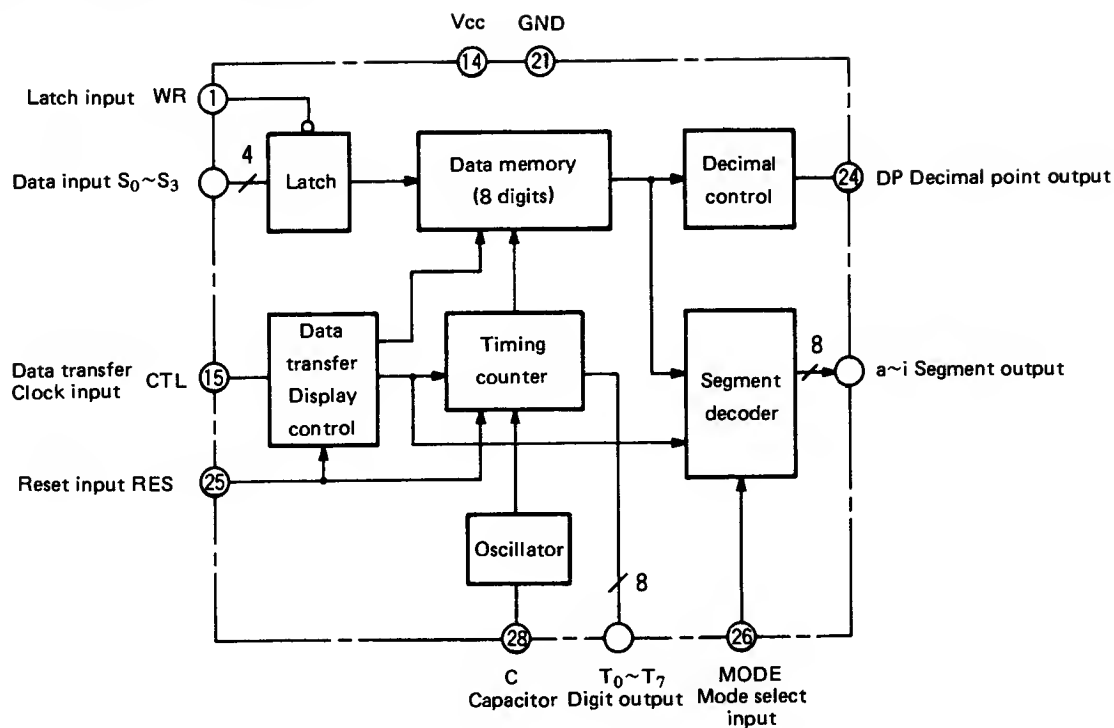 Vcc GND
14 21
Latch input WR 1
Data input S₀~S₃ 4
Latch
Data memory
(8 digits)
Decimal
control
24 DP Decimal point output
Data transfer
Clock input
CTL 15
Data
transfer
Display
control
Timing
counter
Segment
decoder
8
a~i Segment output
Reset input RES 25
Oscillator
8
28
26
C
Capacitor
T₀~T₇
Digit output
MODE
Mode select
input